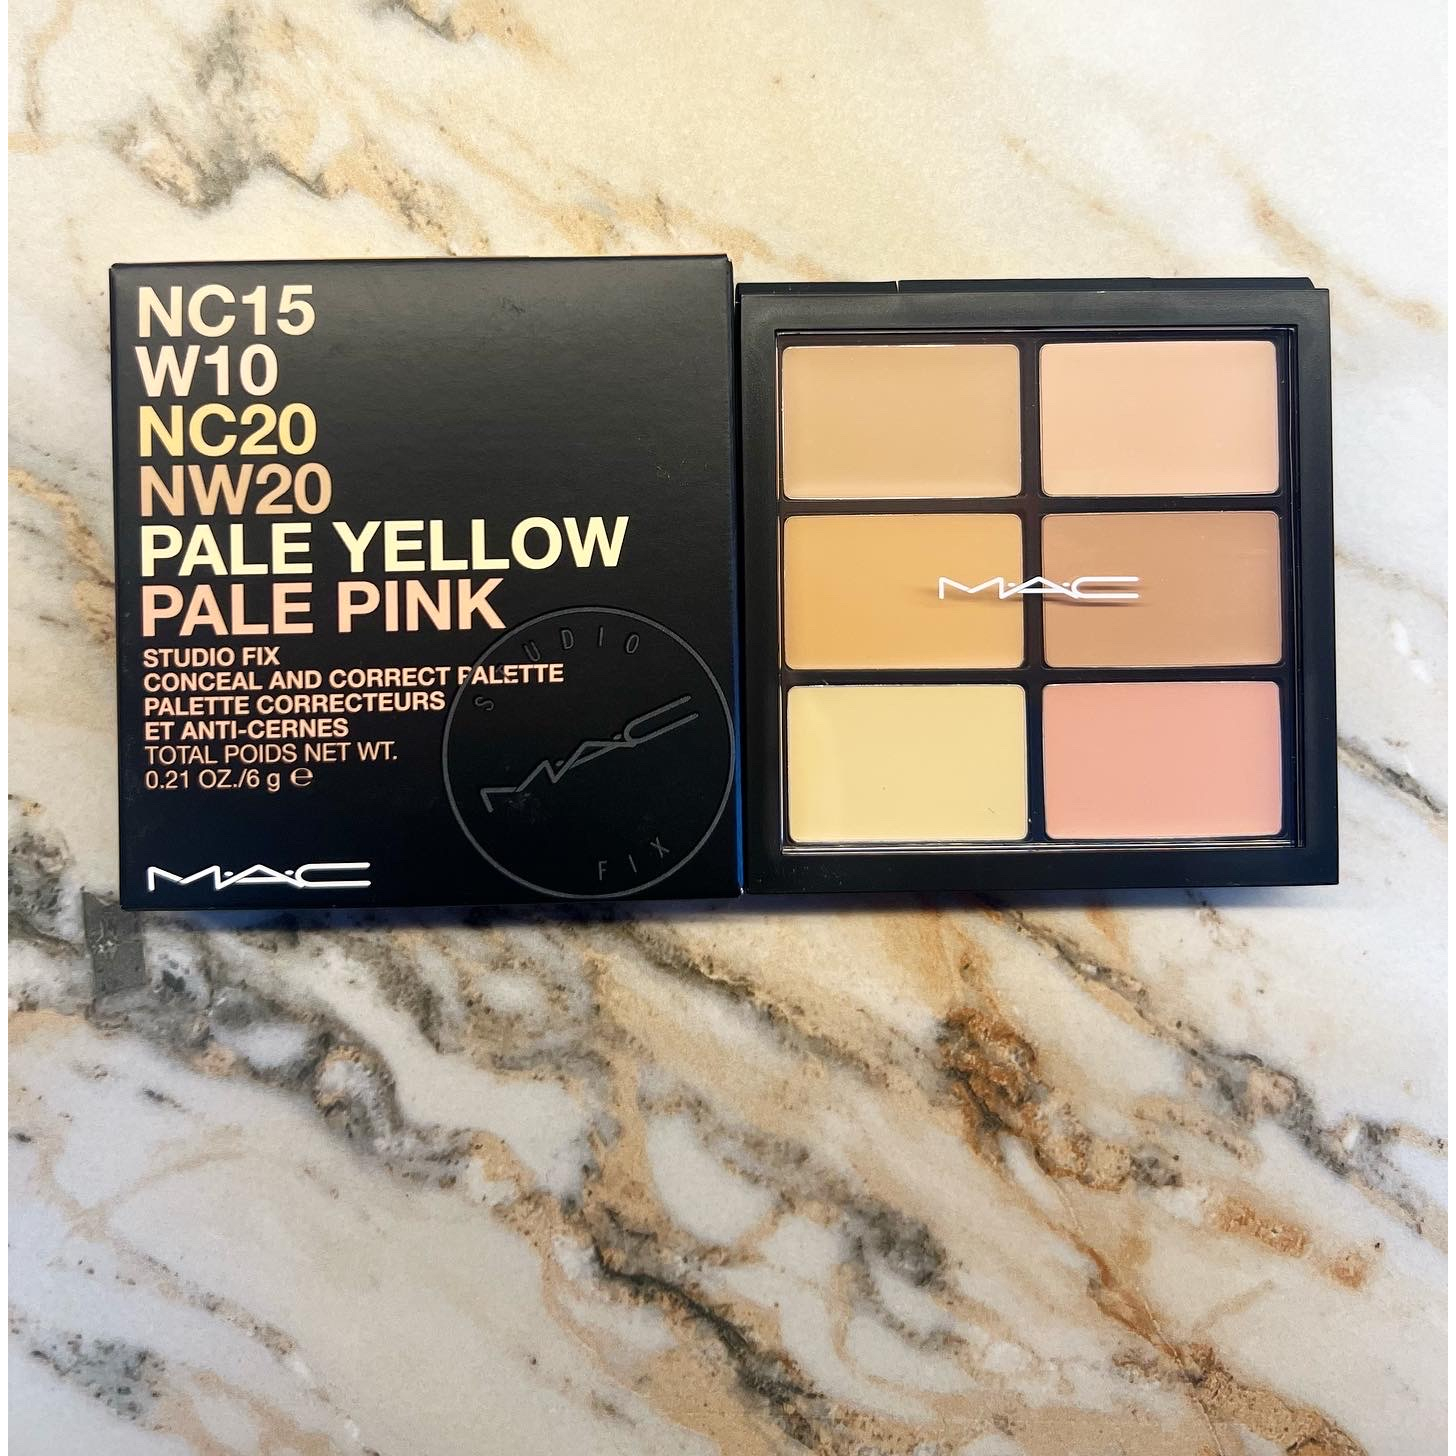 NC15
W10
NC20
NW20
PALE YELLOW
PALE PINK
STUDIO FIX
CONCEAL AND CORRECT PALETTE
PALETTE CORRECTEURS
ET ANTI-CERNES
TOTAL POIDS NET WT.
0.21 OZ./6 g ℮
M·A·C
STUDIO
M·A·C
FIX
M·A·C